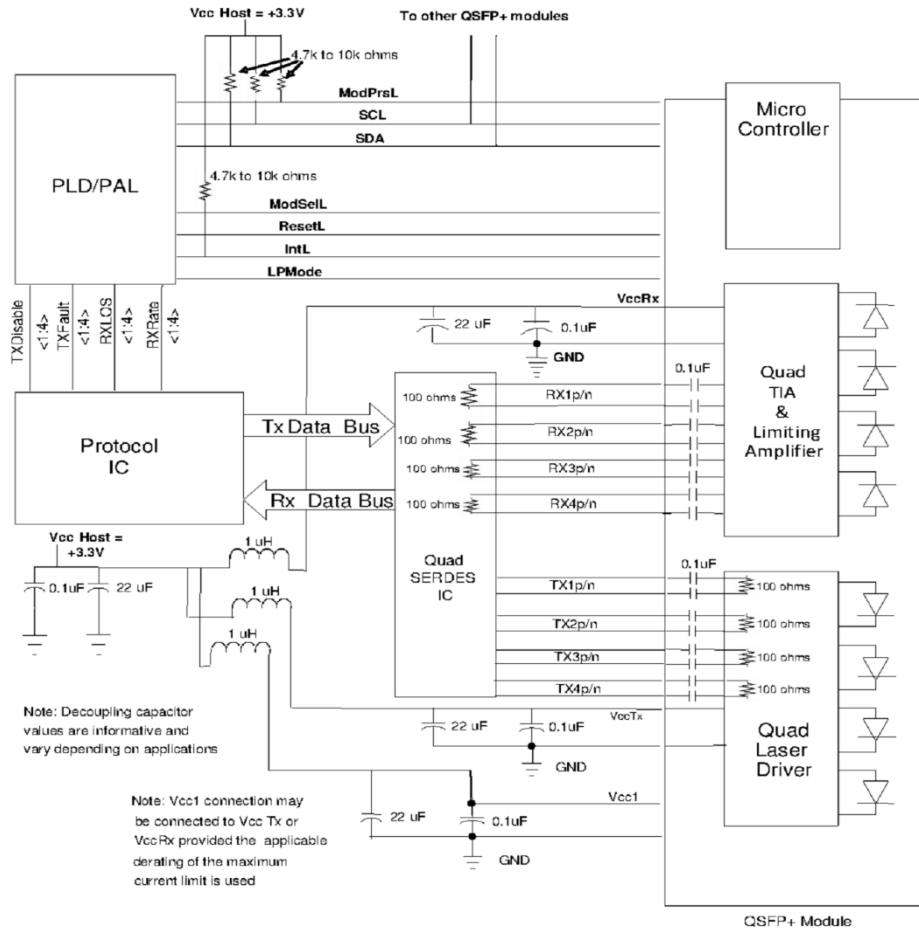 Vcc Host = +3.3V
To other QSFP+ modules
4.7k to 10k ohms
ModPrsL
SCL
SDA
Micro
Controller
PLD/PAL
4.7k to 10k ohms
ModSelL
ResetL
IntL
LPMode
TXDisable
<1:4>
TXFault
<1:4>
RXLOS
<1:4>
RXRate
<1:4>
VccRx
22 uF
0.1uF
GND
0.1uF
100 ohms
RX1p/n
100 ohms
RX2p/n
100 ohms
RX3p/n
100 ohms
RX4p/n
Quad
TIA
&
Limiting
Amplifier
Protocol
IC
Tx Data Bus
Rx Data Bus
Vcc Host =
+3.3V
0.1uF
22 uF
1 uH
1 uH
1 uH
Quad
SERDES
IC
0.1uF
TX1p/n
100 ohms
TX2p/n
100 ohms
TX3p/n
100 ohms
TX4p/n
100 ohms
VccTx
22 uF
0.1uF
GND
Quad
Laser
Driver
Note: Decoupling capacitor
values are informative and
vary depending on applications
Vcc1
22 uF
0.1uF
GND
Note: Vcc1 connection may
be connected to Vcc Tx or
VccRx provided the applicable
derating of the maximum
current limit is used
QSFP+ Module